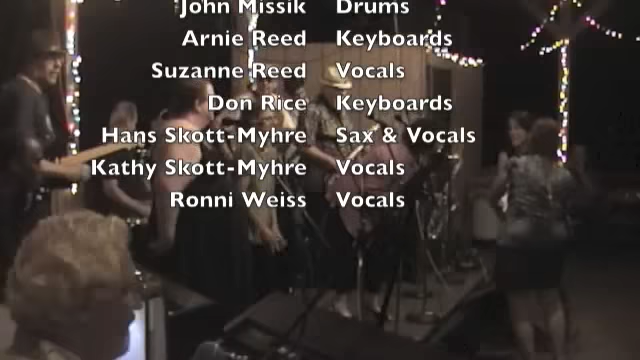 John Missik Drums
Arnie Reed Keyboards
Suzanne Reed Vocals
Don Rice Keyboards
Hans Skott-Myhre Sax & Vocals
Kathy Skott-Myhre Vocals
Ronni Weiss Vocals